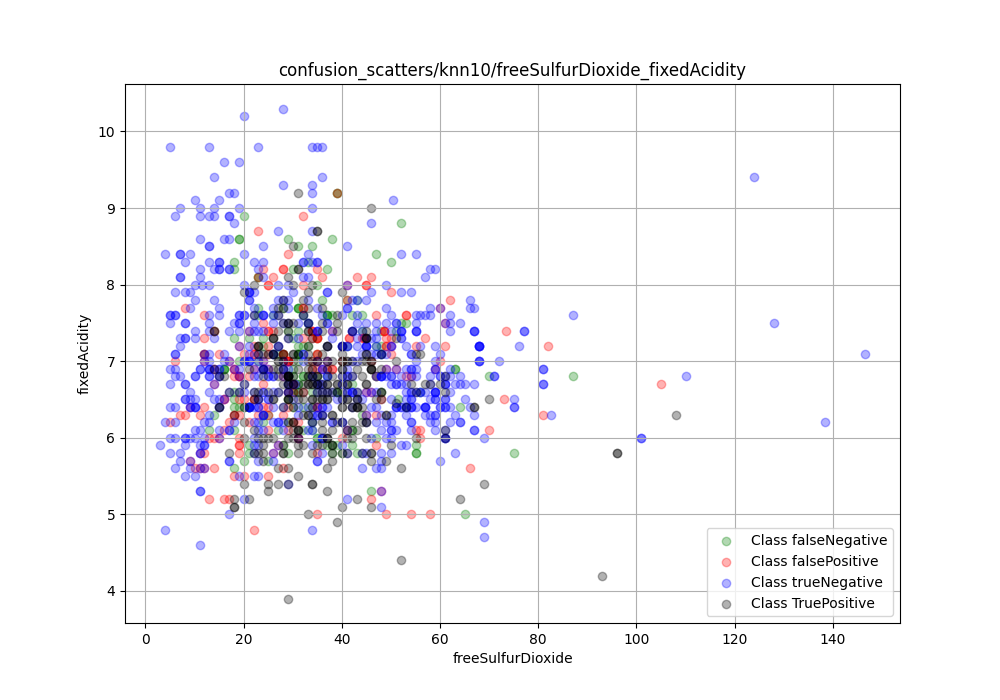 confusion_scatters/knn10/freeSulfurDioxide_fixedAcidity
10
9
8
7
6
5
4
fixedAcidity
0 20 40 60 80 100 120 140
freeSulfurDioxide
Class falseNegative
Class falsePositive
Class trueNegative
Class TruePositive